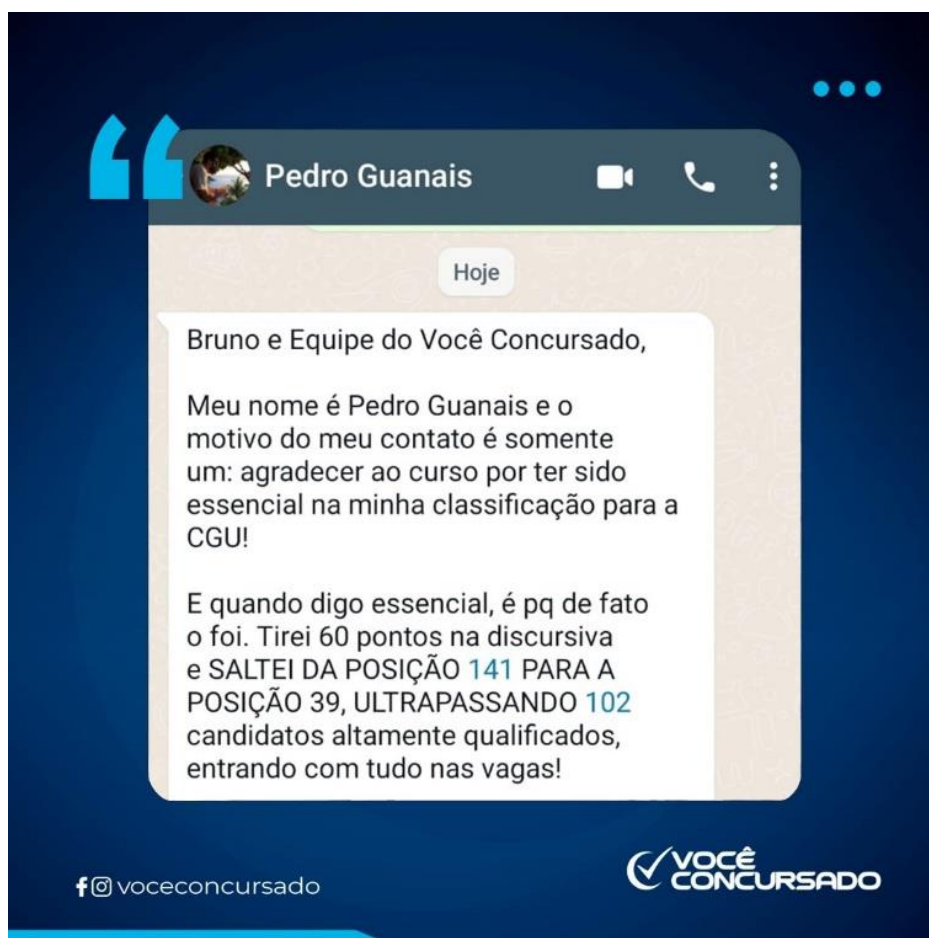 Pedro Guanais
Hoje
Bruno e Equipe do Você Concursado,
Meu nome é Pedro Guanais e o
motivo do meu contato é somente
um: agradecer ao curso por ter sido
essencial na minha classificação para a
CGU!
E quando digo essencial, é pq de fato
o foi. Tirei 60 pontos na discursiva
e SALTEI DA POSIÇÃO 141 PARA A
POSIÇÃO 39, ULTRAPASSANDO 102
candidatos altamente qualificados,
entrando com tudo nas vagas!
voceconcursado
VOCÊ
CONCURSADO